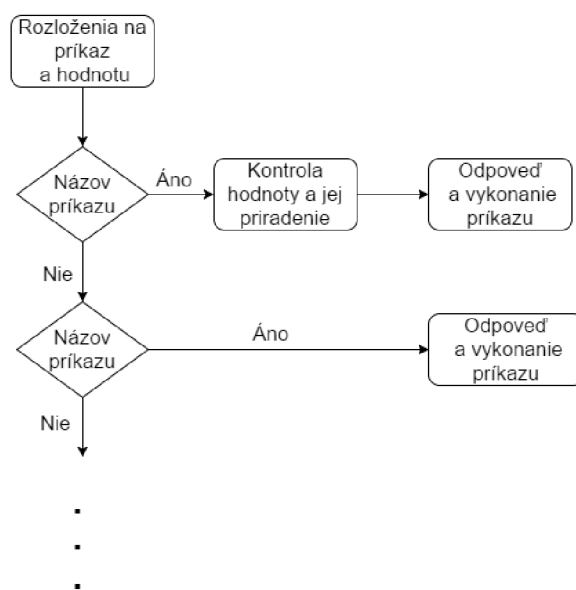 Rozloženia na
príkaz
a hodnotu
Názov
príkazu
Áno
Kontrola
hodnoty a jej
priradenie
Odpoveď
a vykonanie
príkazu
Nie
Názov
príkazu
Áno
Odpoveď
a vykonanie
príkazu
Nie
.
.
.